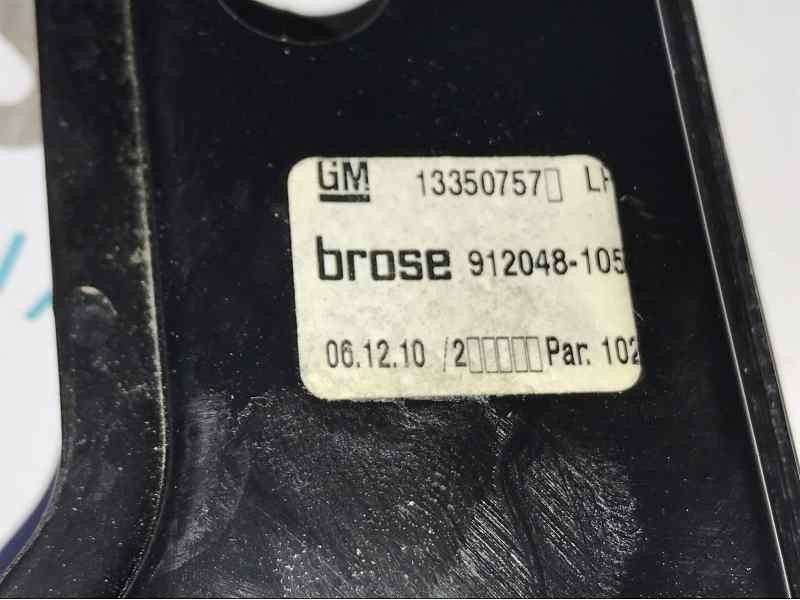 GM 13350757▯ LH
brose 912048-105
06.12.10 /2▯▯▯▯▯Par. 102